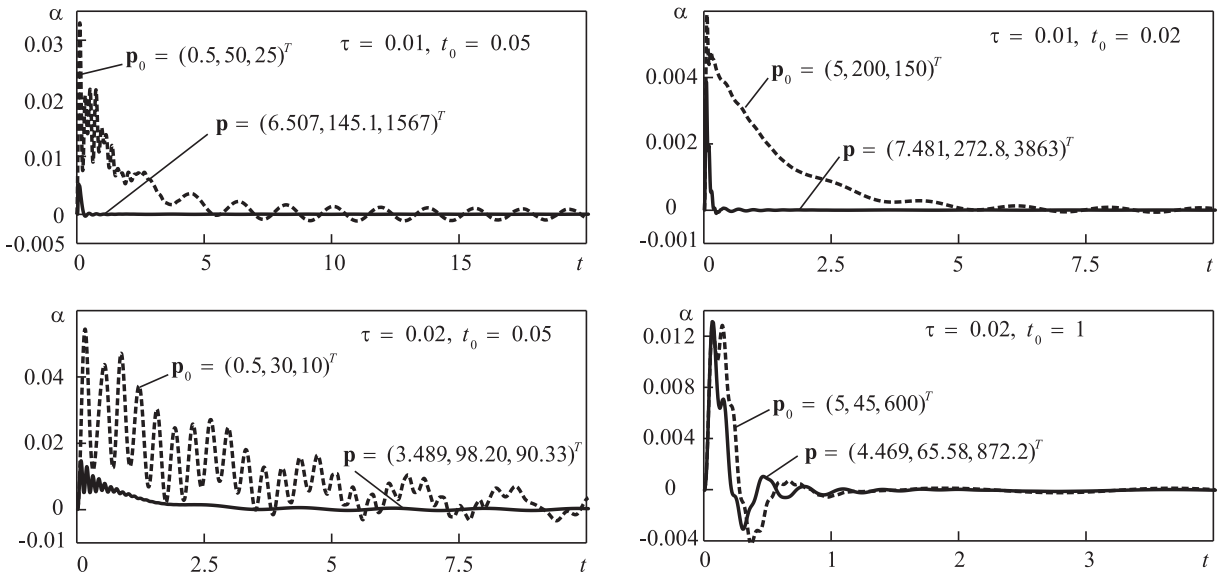 α
0.03
0.02
0.01
0
-0.005
0
5
10
15
t
τ = 0.01, t₀ = 0.05
p₀ = (0.5,50,25)ᵀ
p = (6.507,145.1,1567)ᵀ
α
0.004
0.002
0
-0.001
0
2.5
5
7.5
t
τ = 0.01, t₀ = 0.02
p₀ = (5,200,150)ᵀ
p = (7.481,272.8,3863)ᵀ
α
0.04
0.02
0
-0.01
0
2.5
5
7.5
t
τ = 0.02, t₀ = 0.05
p₀ = (0.5,30,10)ᵀ
p = (3.489,98.20,90.33)ᵀ
α
0.012
0.008
0.004
0
-0.004
0
1
2
3
t
τ = 0.02, t₀ = 1
p₀ = (5,45,600)ᵀ
p = (4.469,65.58,872.2)ᵀ